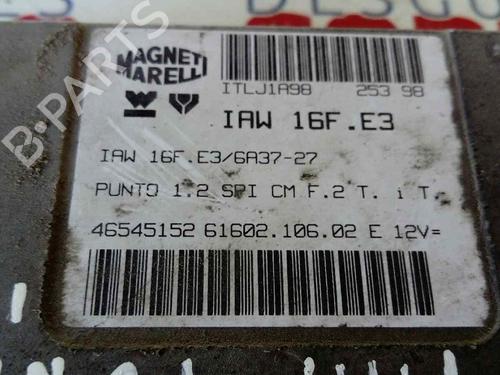 MAGNETI
MARELLI
ITLJ1A98 253 98
IAW 16F.E3
IAW 16F.E3/6A37-27
PUNTO 1.2 SPI CM F.2 T. i T.
46545152 61602.106.02 E 12V=
B-PARTS